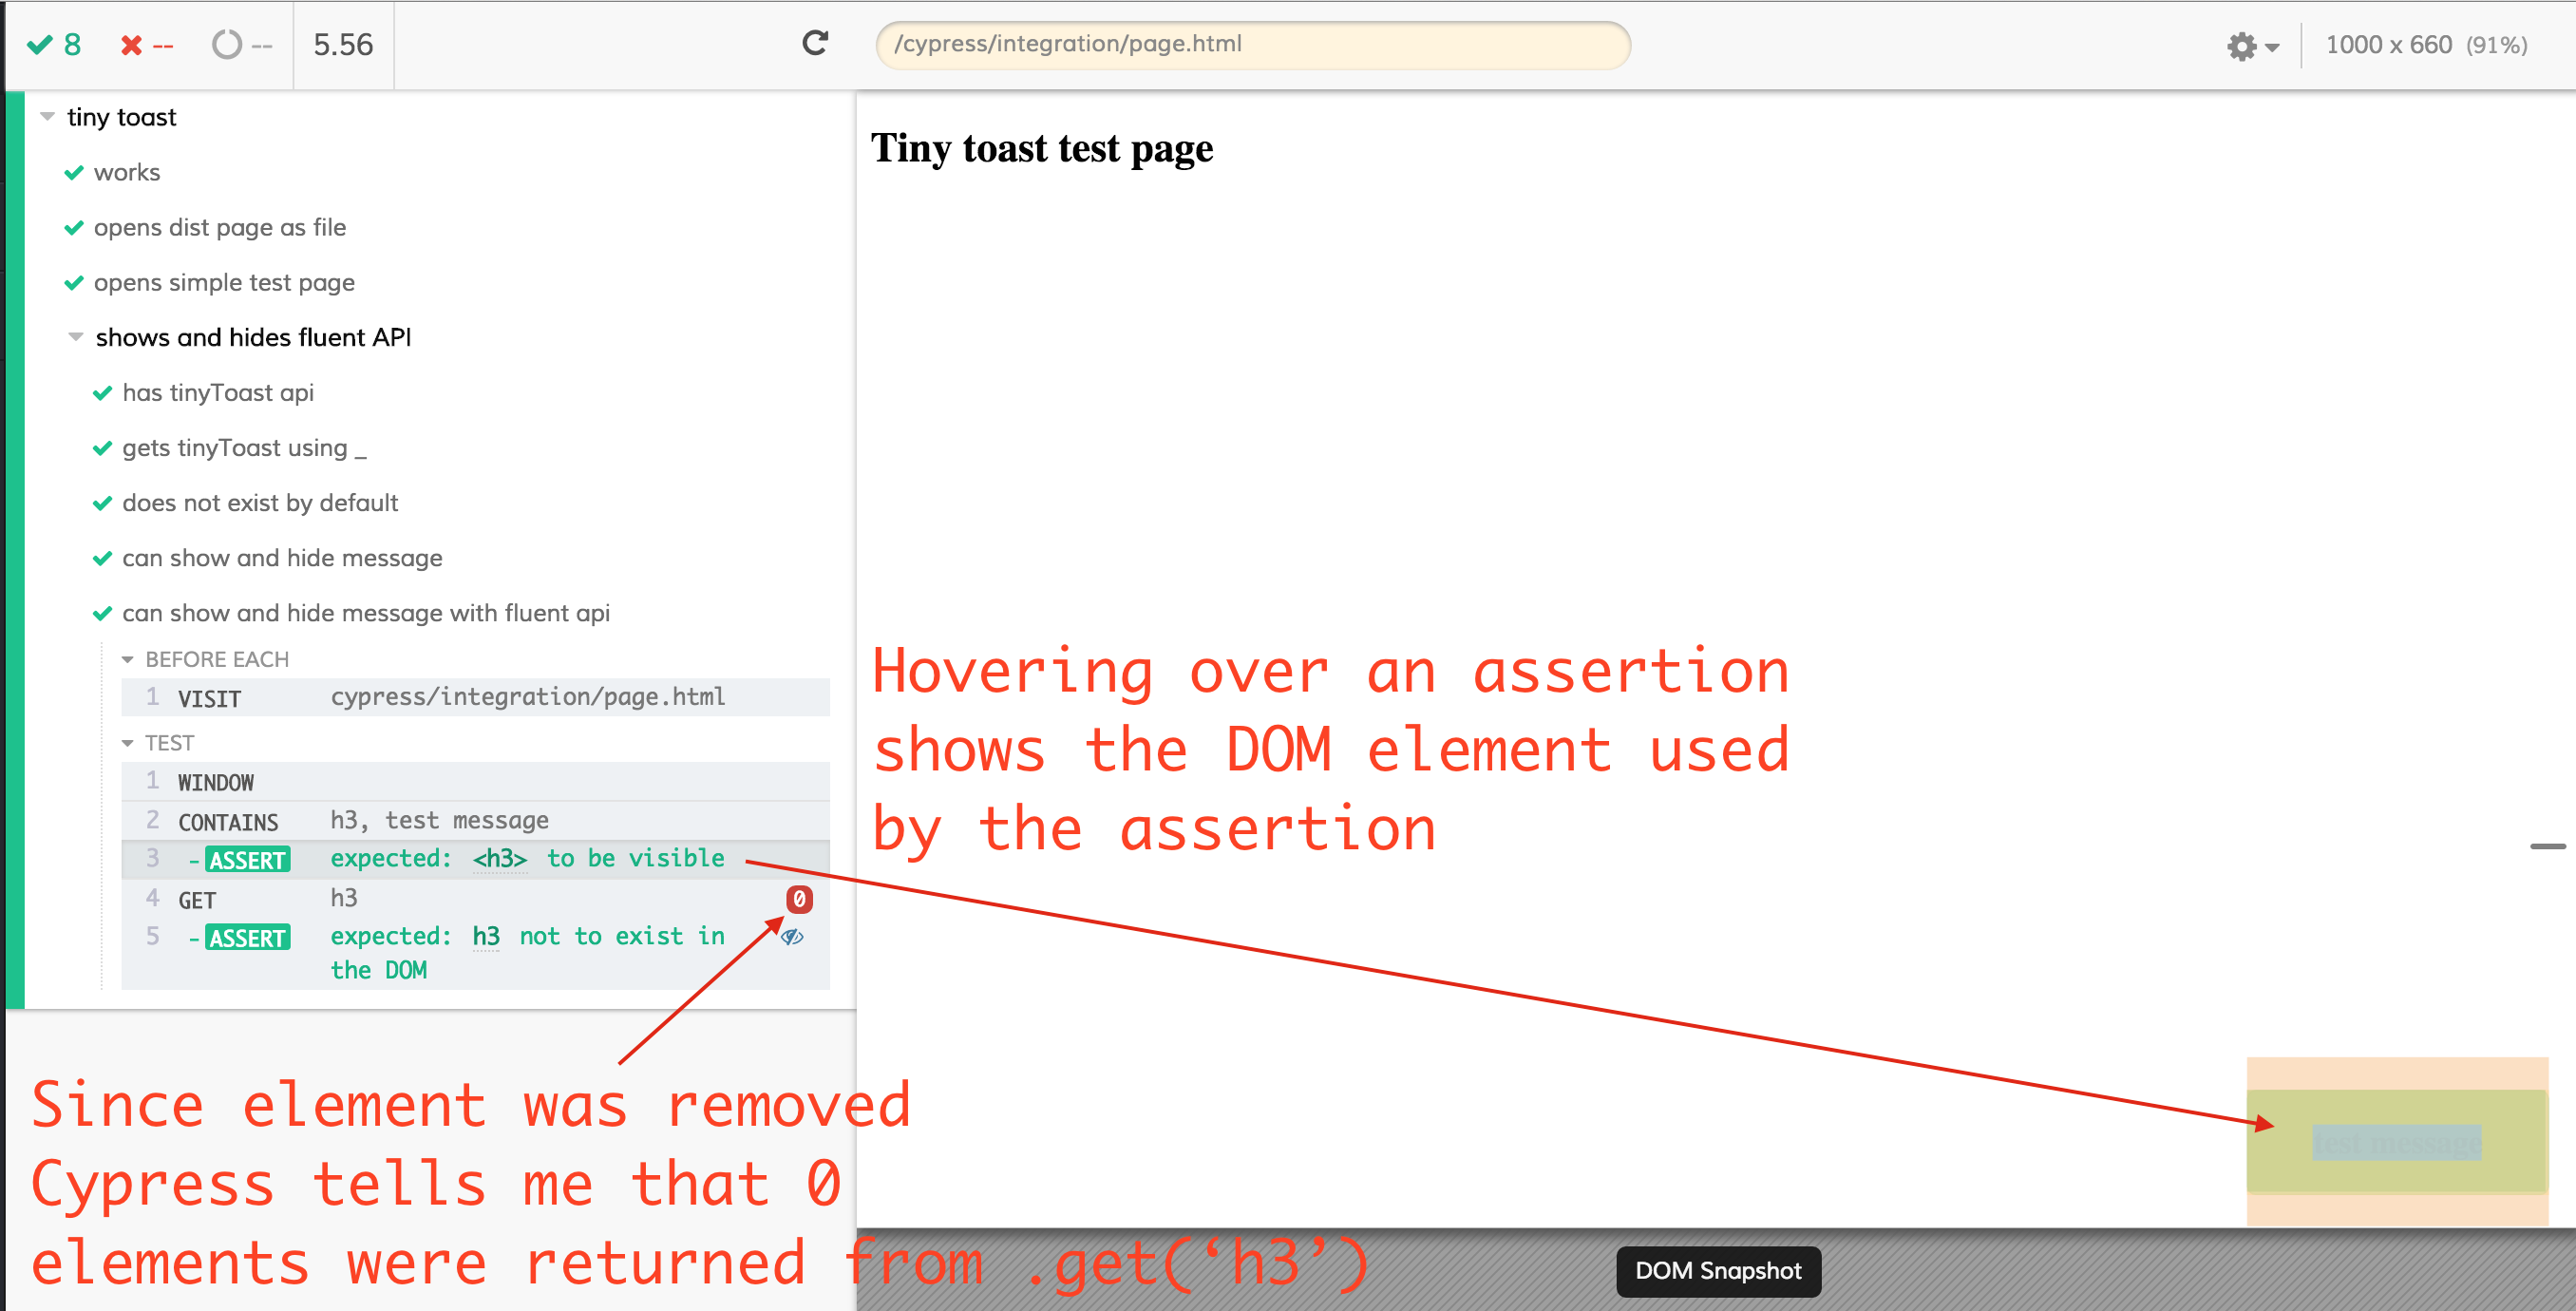 8 -- -- 5.56
/cypress/integration/page.html
1000 x 660 (91%)
tiny toast
works
opens dist page as file
opens simple test page
shows and hides fluent API
has tinyToast api
gets tinyToast using _
does not exist by default
can show and hide message
can show and hide message with fluent api
BEFORE EACH
1 VISIT cypress/integration/page.html
TEST
1 WINDOW
2 CONTAINS h3, test message
3 -ASSERT expected: <h3> to be visible
4 GET h3 0
5 -ASSERT expected: h3 not to exist in
the DOM
Since element was removed
Cypress tells me that 0
elements were returned from .get(‘h3’)
Tiny toast test page
Hovering over an assertion
shows the DOM element used
by the assertion
test message
DOM Snapshot